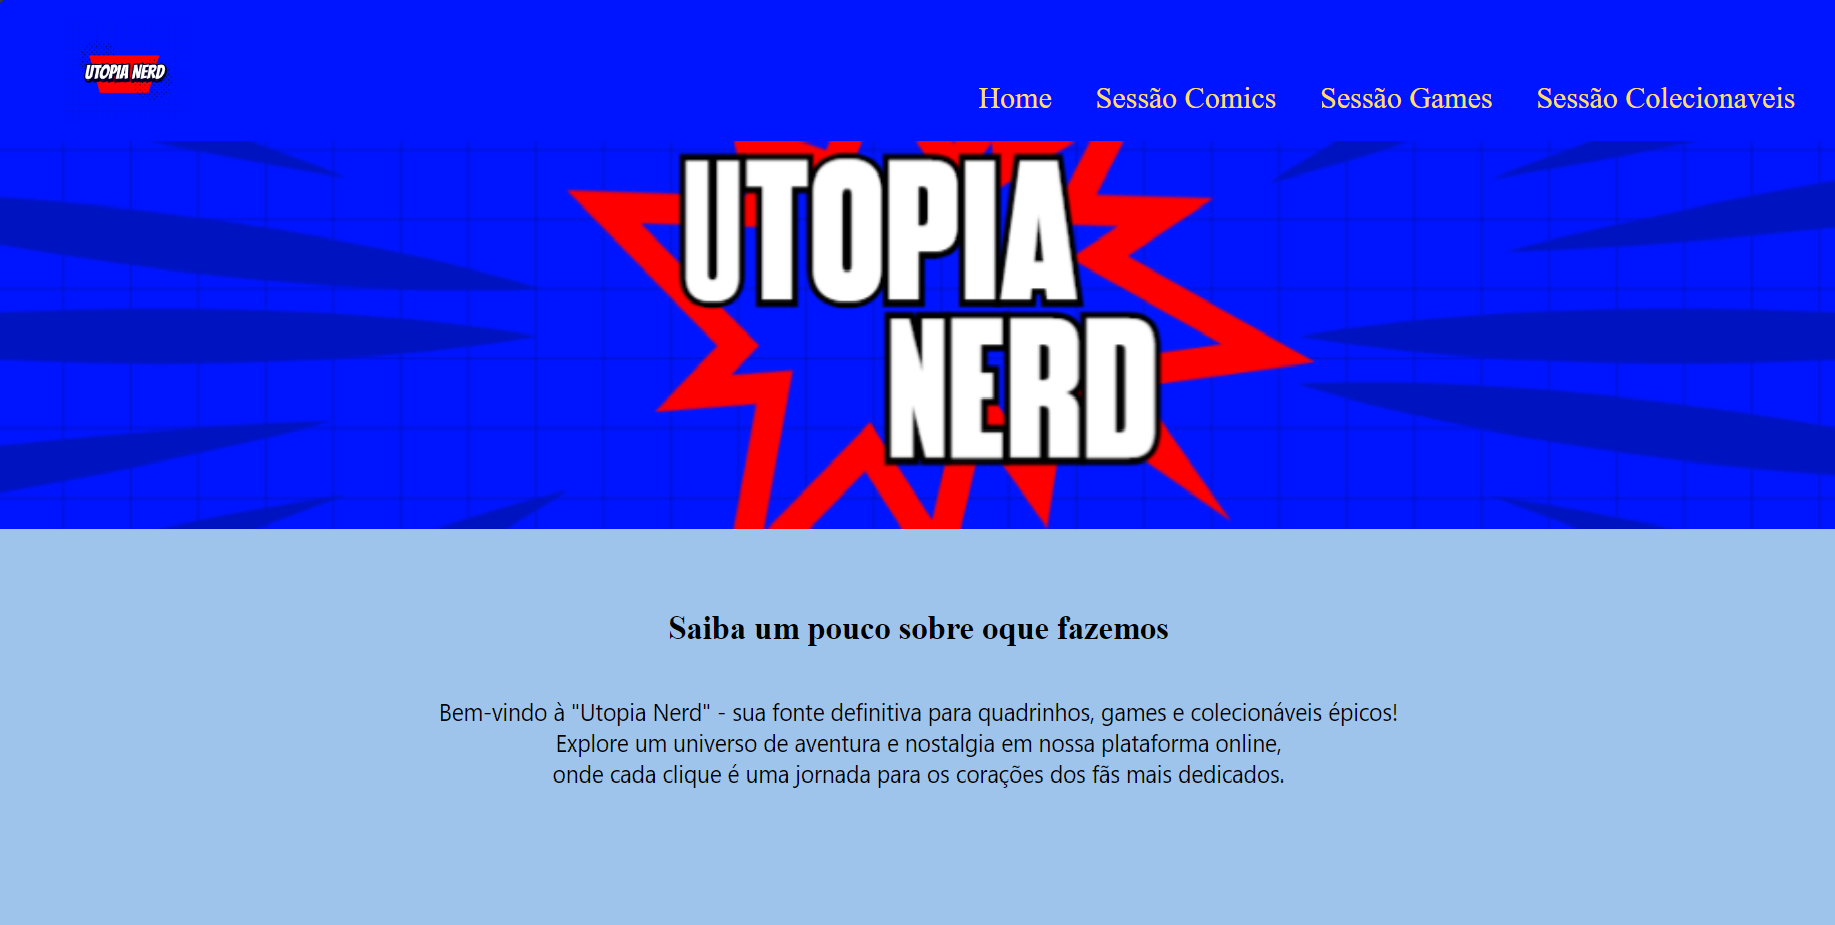 UTOPIA NERD
Home Sessão Comics Sessão Games Sessão Colecionaveis
UTOPIA
NERD
Saiba um pouco sobre oque fazemos
Bem-vindo à "Utopia Nerd" - sua fonte definitiva para quadrinhos, games e colecionáveis épicos!
Explore um universo de aventura e nostalgia em nossa plataforma online,
onde cada clique é uma jornada para os corações dos fãs mais dedicados.